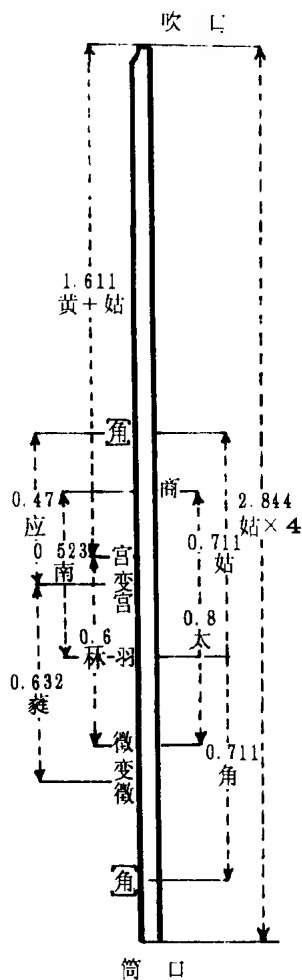 吹 口
1.611
黄+姑
[角]
商
0.47
应
2.844
姑×4
0.523
南
0.711
姑
宫
变
宫
0.6
林
0.8
太
羽
0.632
蕤
徵
0.711
角
变
徵
[角]
筒 口